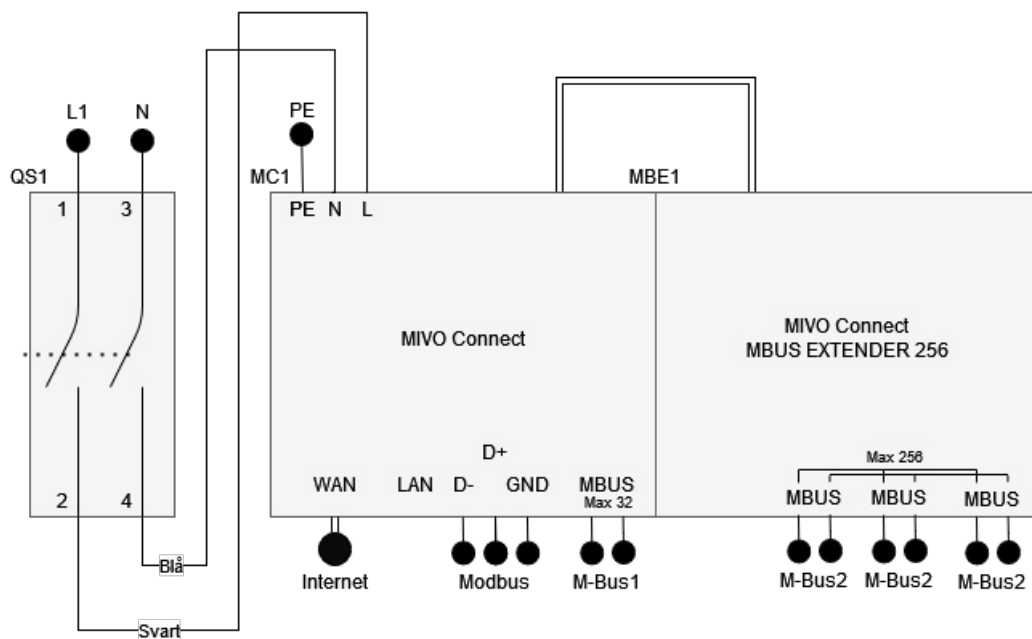 L1 N PE
QS1 MC1 MBE1
1 3 PE N L
MIVO Connect
MIVO Connect
MBUS EXTENDER 256
D+
Max 256
WAN LAN D- GND MBUS
Max 32
MBUS MBUS MBUS
2 4
Blå
Internet Modbus M-Bus1 M-Bus2 M-Bus2 M-Bus2
Svart